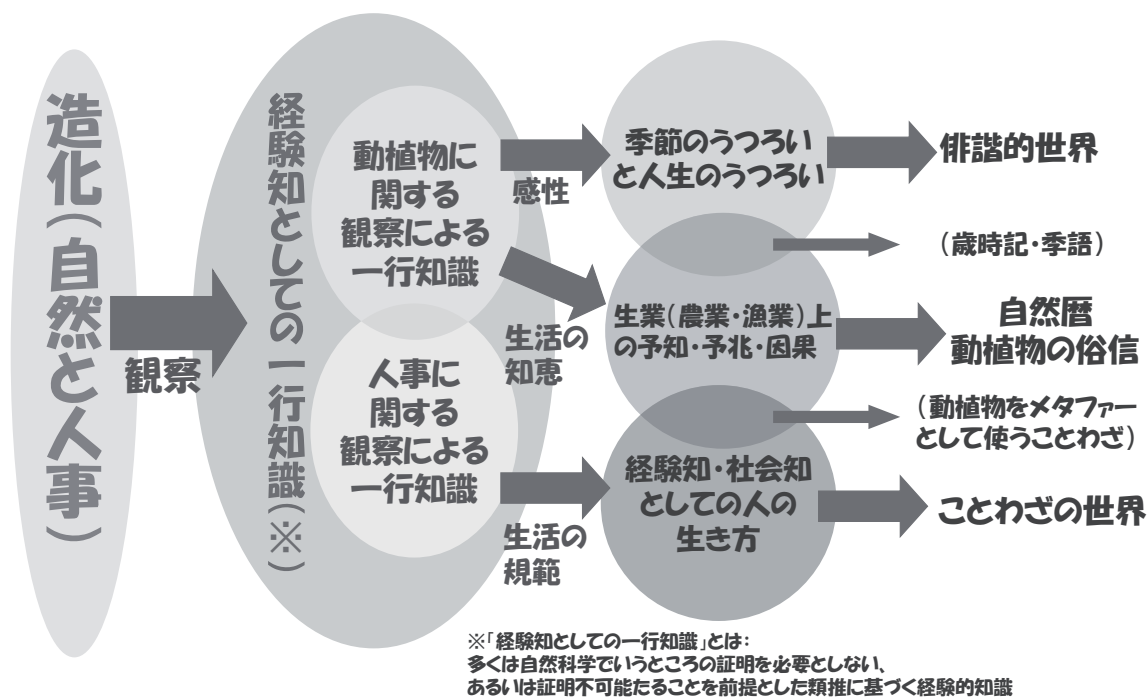 造化（自然と人事）
観察
経験知としての一行知識（※）
動植物に
関する
観察による
一行知識
人事に
関する
観察による
一行知識
感性
生活の
知恵
生活の
規範
季節のうつろい
と人生のうつろい
生業（農業・漁業）上
の予知・予兆・因果
経験知・社会知
としての人の
生き方
俳諧的世界
（歳時記・季語）
自然暦
動植物の俗信
（動植物をメタファー
として使うことわざ）
ことわざの世界
※「経験知としての一行知識」とは：
多くは自然科学でいうところの証明を必要としない、
あるいは証明不可能たることを前提とした類推に基づく経験的知識